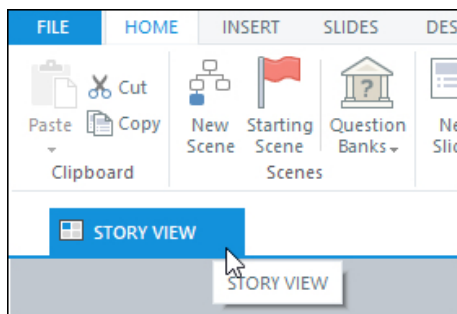 FILE HOME INSERT SLIDES DES
Cut
Paste Copy New Starting Question Ne
Scene Scene Banks Slid
Clipboard Scenes
STORY VIEW
STORY VIEW